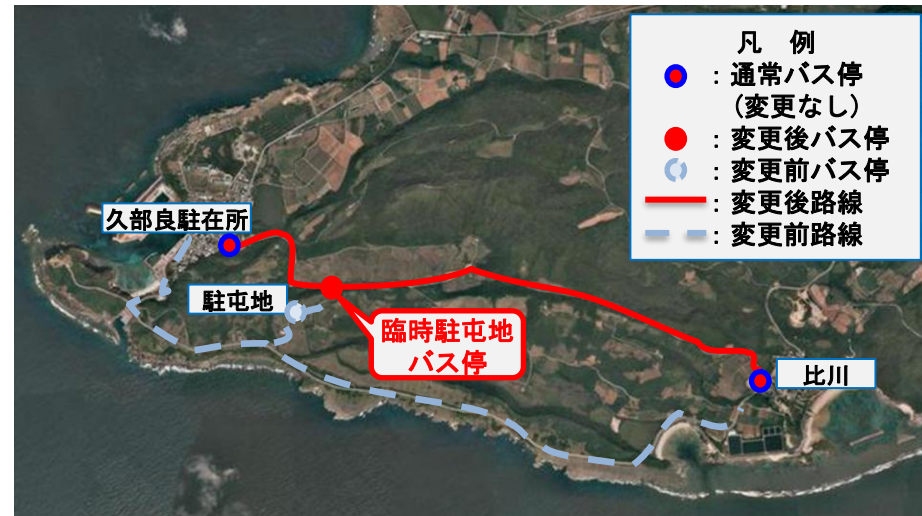 凡　例
：通常バス停
(変更なし)
：変更後バス停
：変更前バス停
：変更後路線
：変更前路線
久部良駐在所
駐屯地
臨時駐屯地
バス停
比川